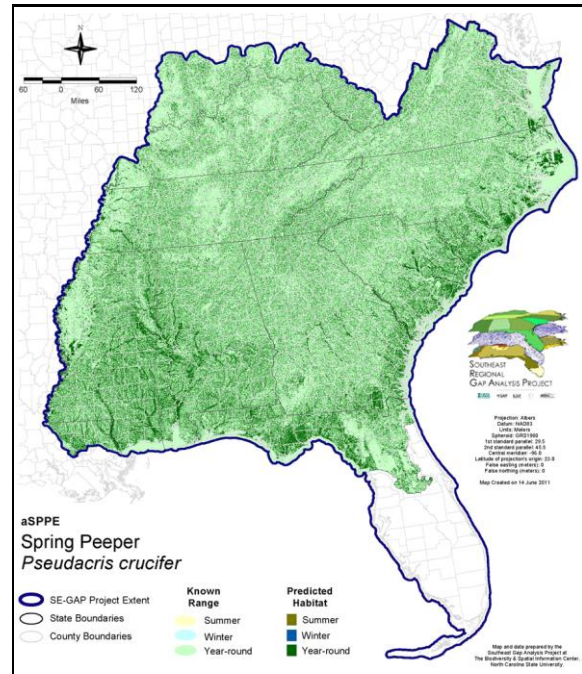 N
60 0 60 120
Miles
SOUTHEAST
REGIONAL
GAP ANALYSIS PROJECT
Projection: Albers
Datum: NAD83
Units: Meters
Spheroid: GRS1980
1st standard parallel: 29.5
2nd standard parallel: 45.5
Central meridian: -96.0
Latitude of projection's origin: 23.0
False easting (meters): 0
False northing (meters): 0
Map Created on 14 June 2011
aSPPE
Spring Peeper
Pseudacris crucifer
SE-GAP Project Extent
State Boundaries
County Boundaries
Known
Range
Summer
Winter
Year-round
Predicted
Habitat
Summer
Winter
Year-round
Map and data prepared by the
Southeast Gap Analysis Project at
The Biodiversity & Spatial Information Center,
North Carolina State University.